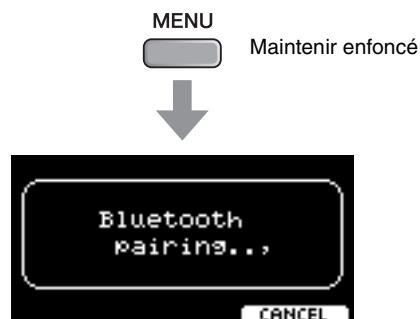 MENU
Maintenir enfoncé
Bluetooth
pairing..,
CANCEL